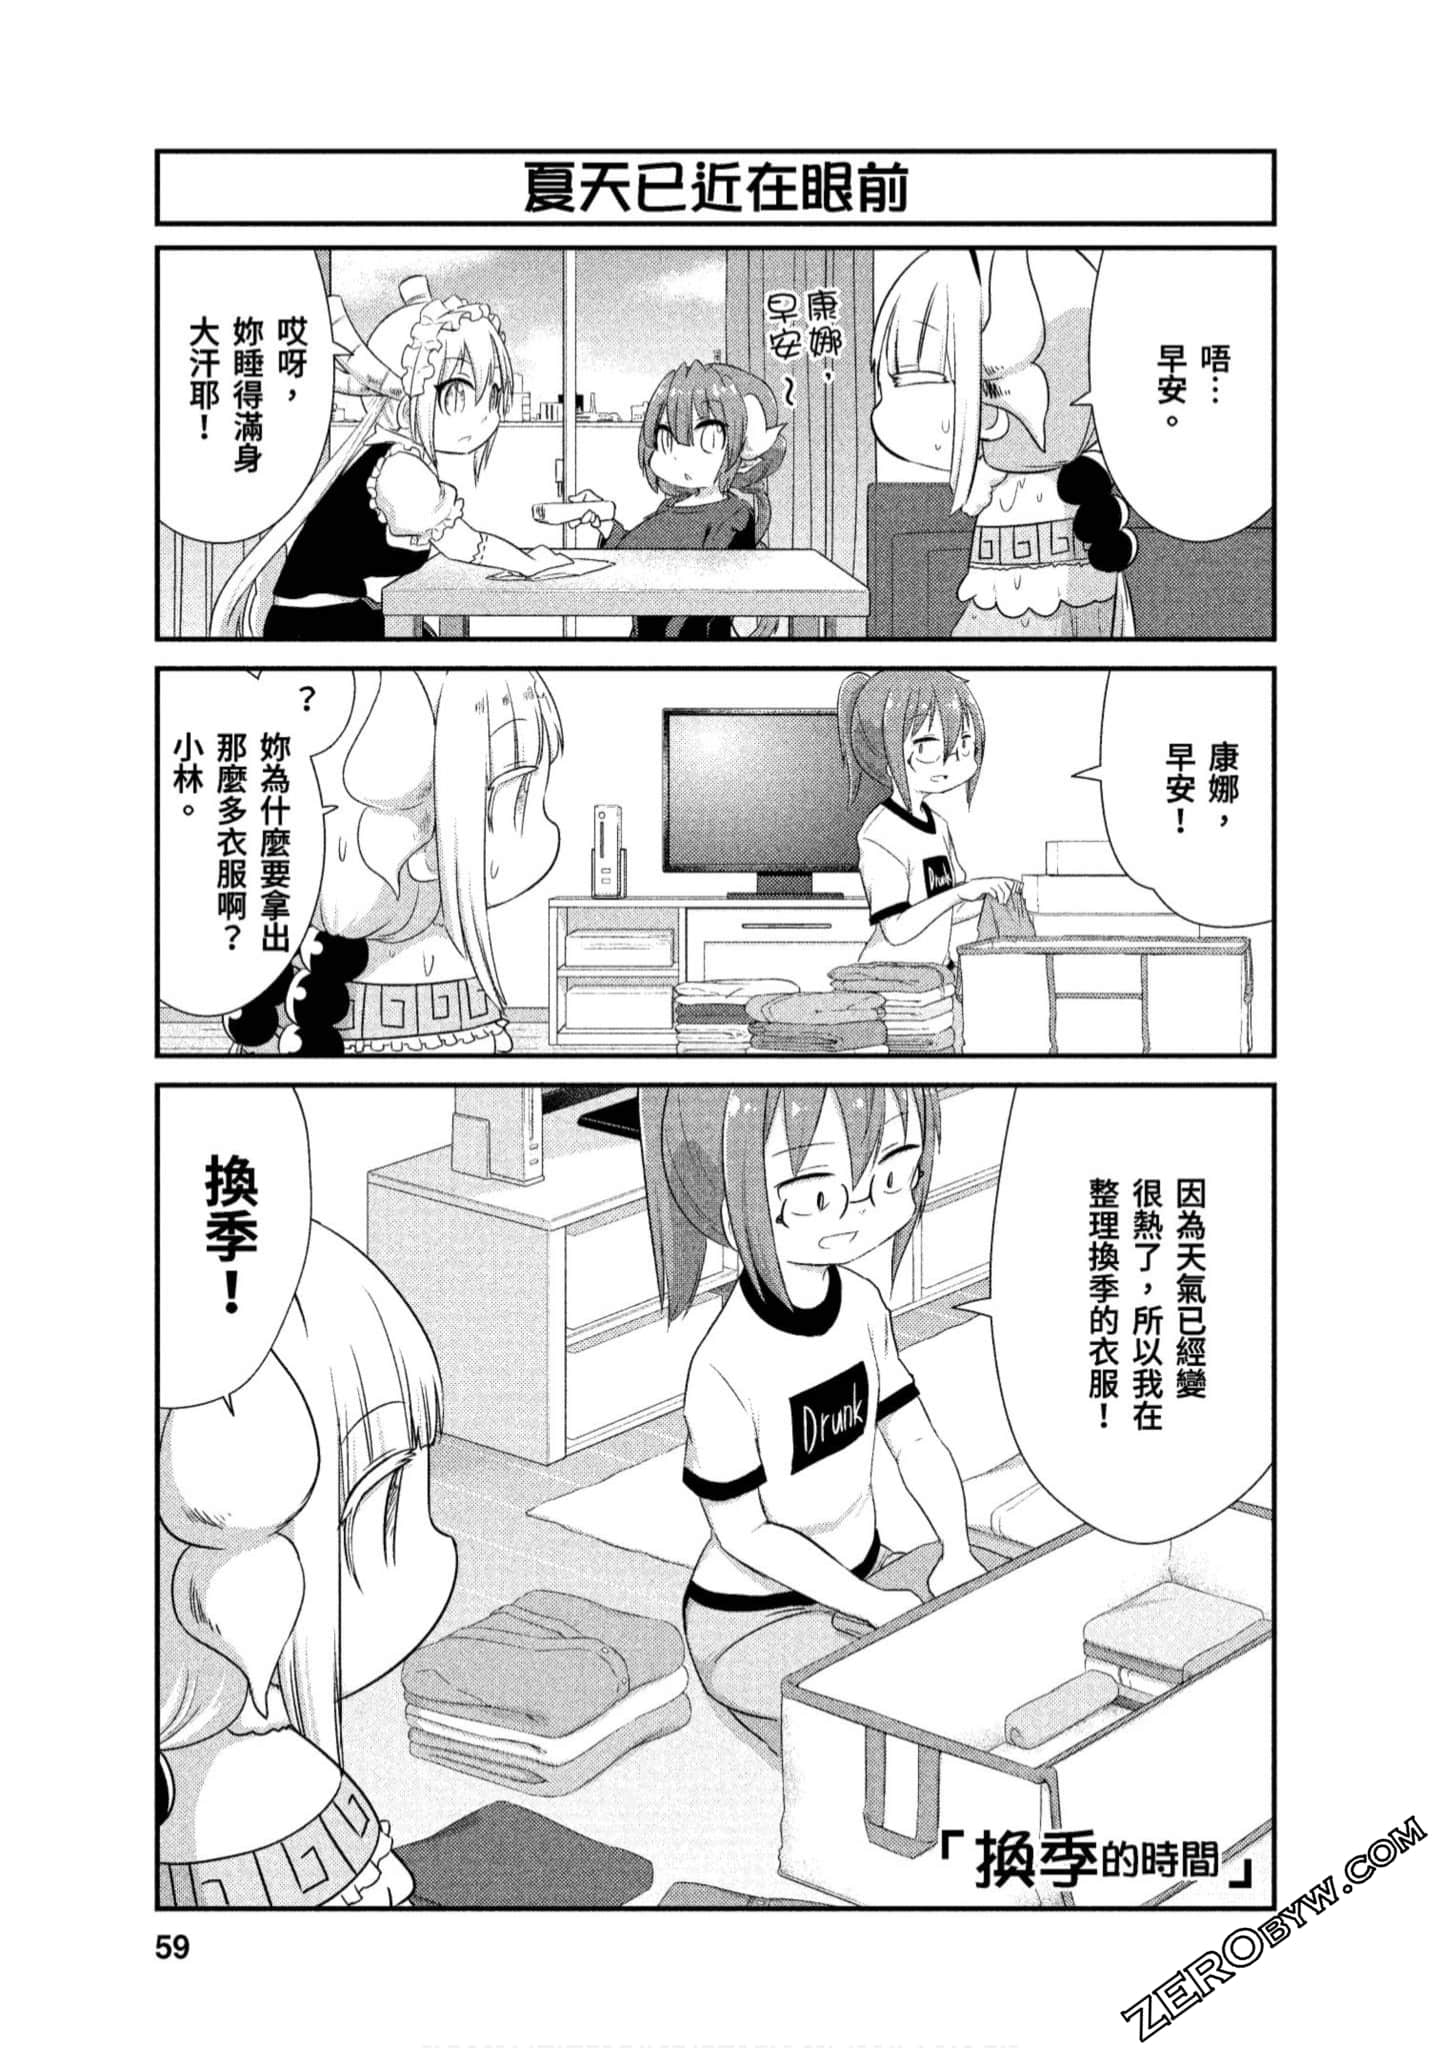 夏天已近在眼前
唔…
早安。
康娜，
早安～
哎呀，
妳睡得滿身
大汗耶！
康娜，
早安！
Drunk
？
妳為什麼要拿出
那麼多衣服啊？
小林。
因為天氣已經變
很熱了，所以我在
整理換季的衣服！
Drunk
換季！
「換季的時間」
59
ZEROBYW.COM